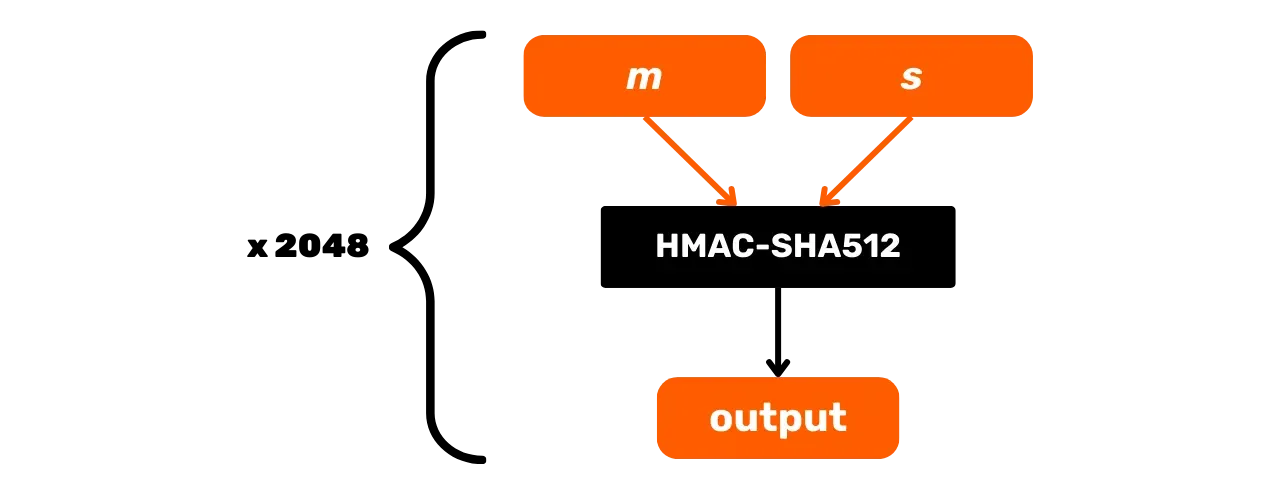 m
s
x 2048
HMAC-SHA512
output